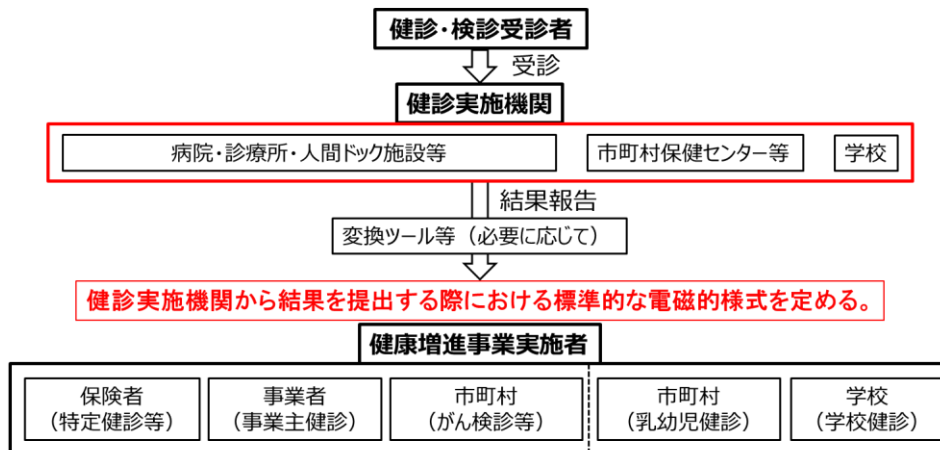 健診・検診受診者
受診
健診実施機関
病院・診療所・人間ドック施設等
市町村保健センター等
学校
結果報告
変換ツール等（必要に応じて）
健診実施機関から結果を提出する際における標準的な電磁的様式を定める。
健康増進事業実施者
保険者
（特定健診等）
事業者
（事業主健診）
市町村
（がん検診等）
市町村
（乳幼児健診）
学校
（学校健診）